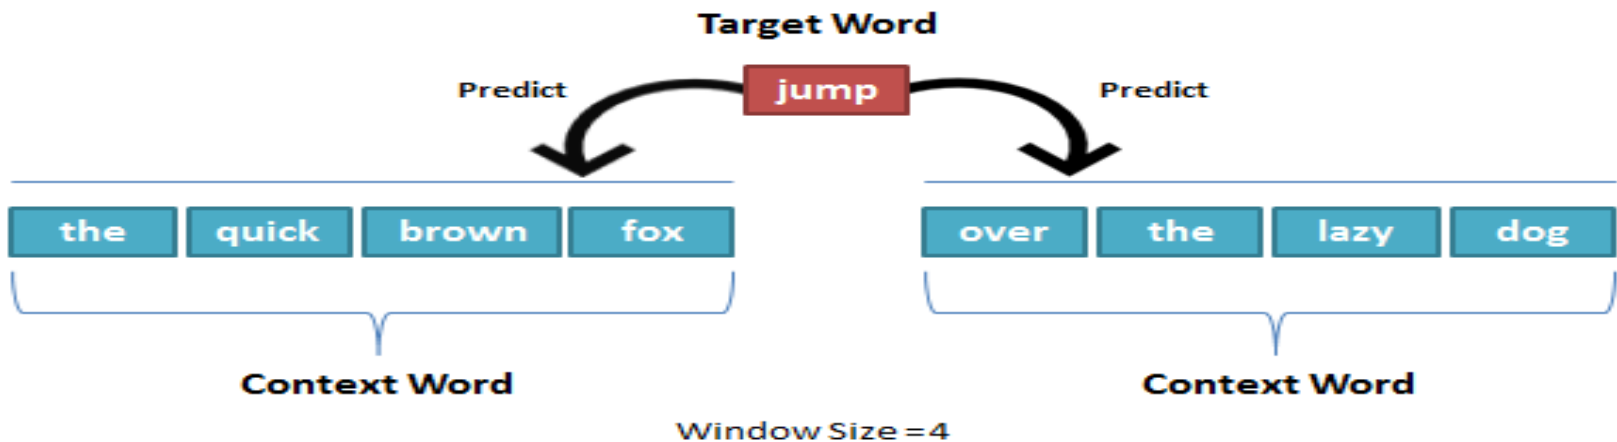 Target Word
Predict jump Predict
the quick brown fox over the lazy dog
Context Word Context Word
Window Size =4